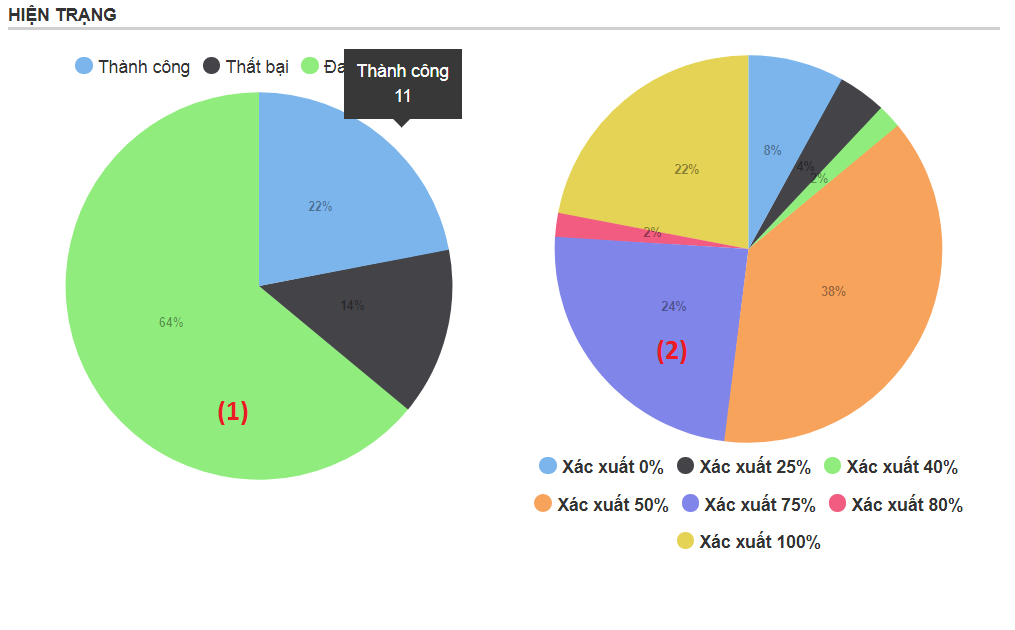 HIỆN TRẠNG
Thành công
Thất bại
Thành công
11
22%
14%
64%
(1)
8%
4%
2%
38%
24%
2%
22%
(2)
Xác xuất 0%
Xác xuất 25%
Xác xuất 40%
Xác xuất 50%
Xác xuất 75%
Xác xuất 80%
Xác xuất 100%